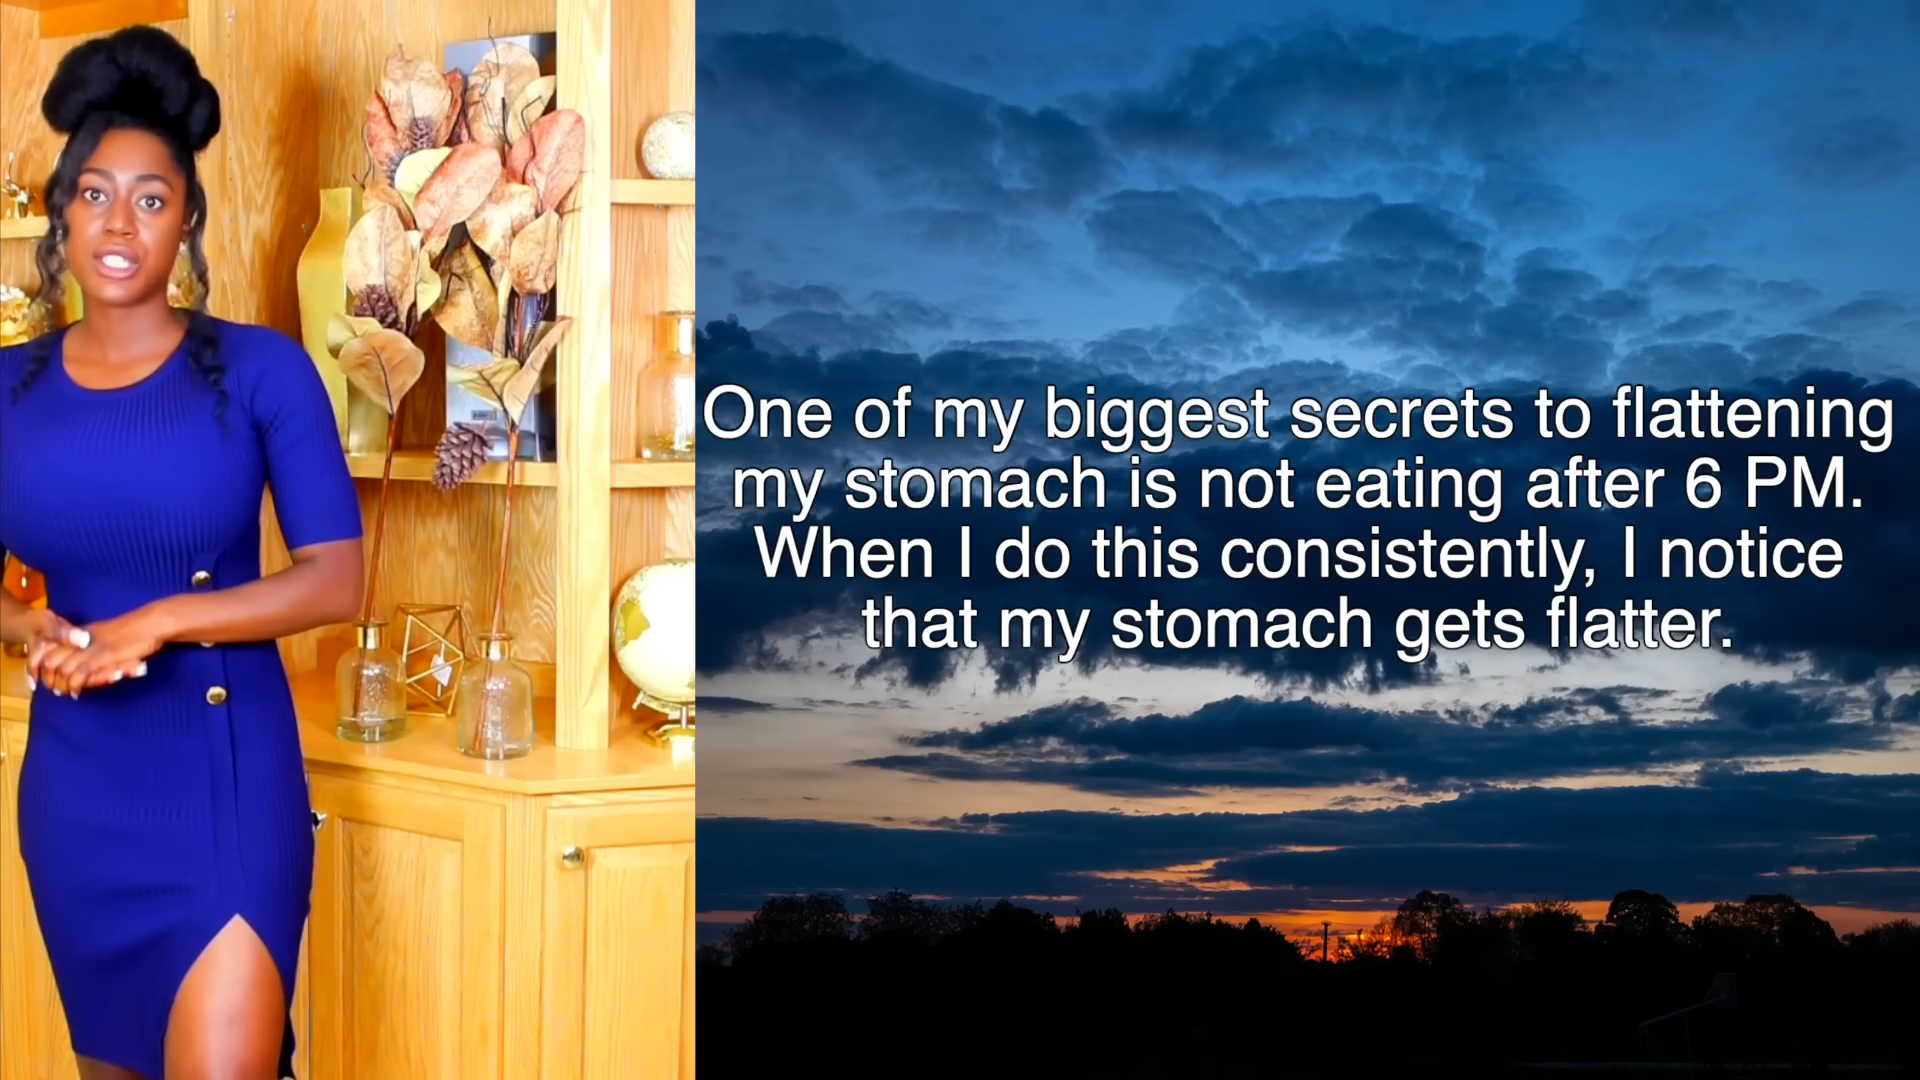 One of my biggest secrets to flattening
my stomach is not eating after 6 PM.
When I do this consistently, I notice
that my stomach gets flatter.